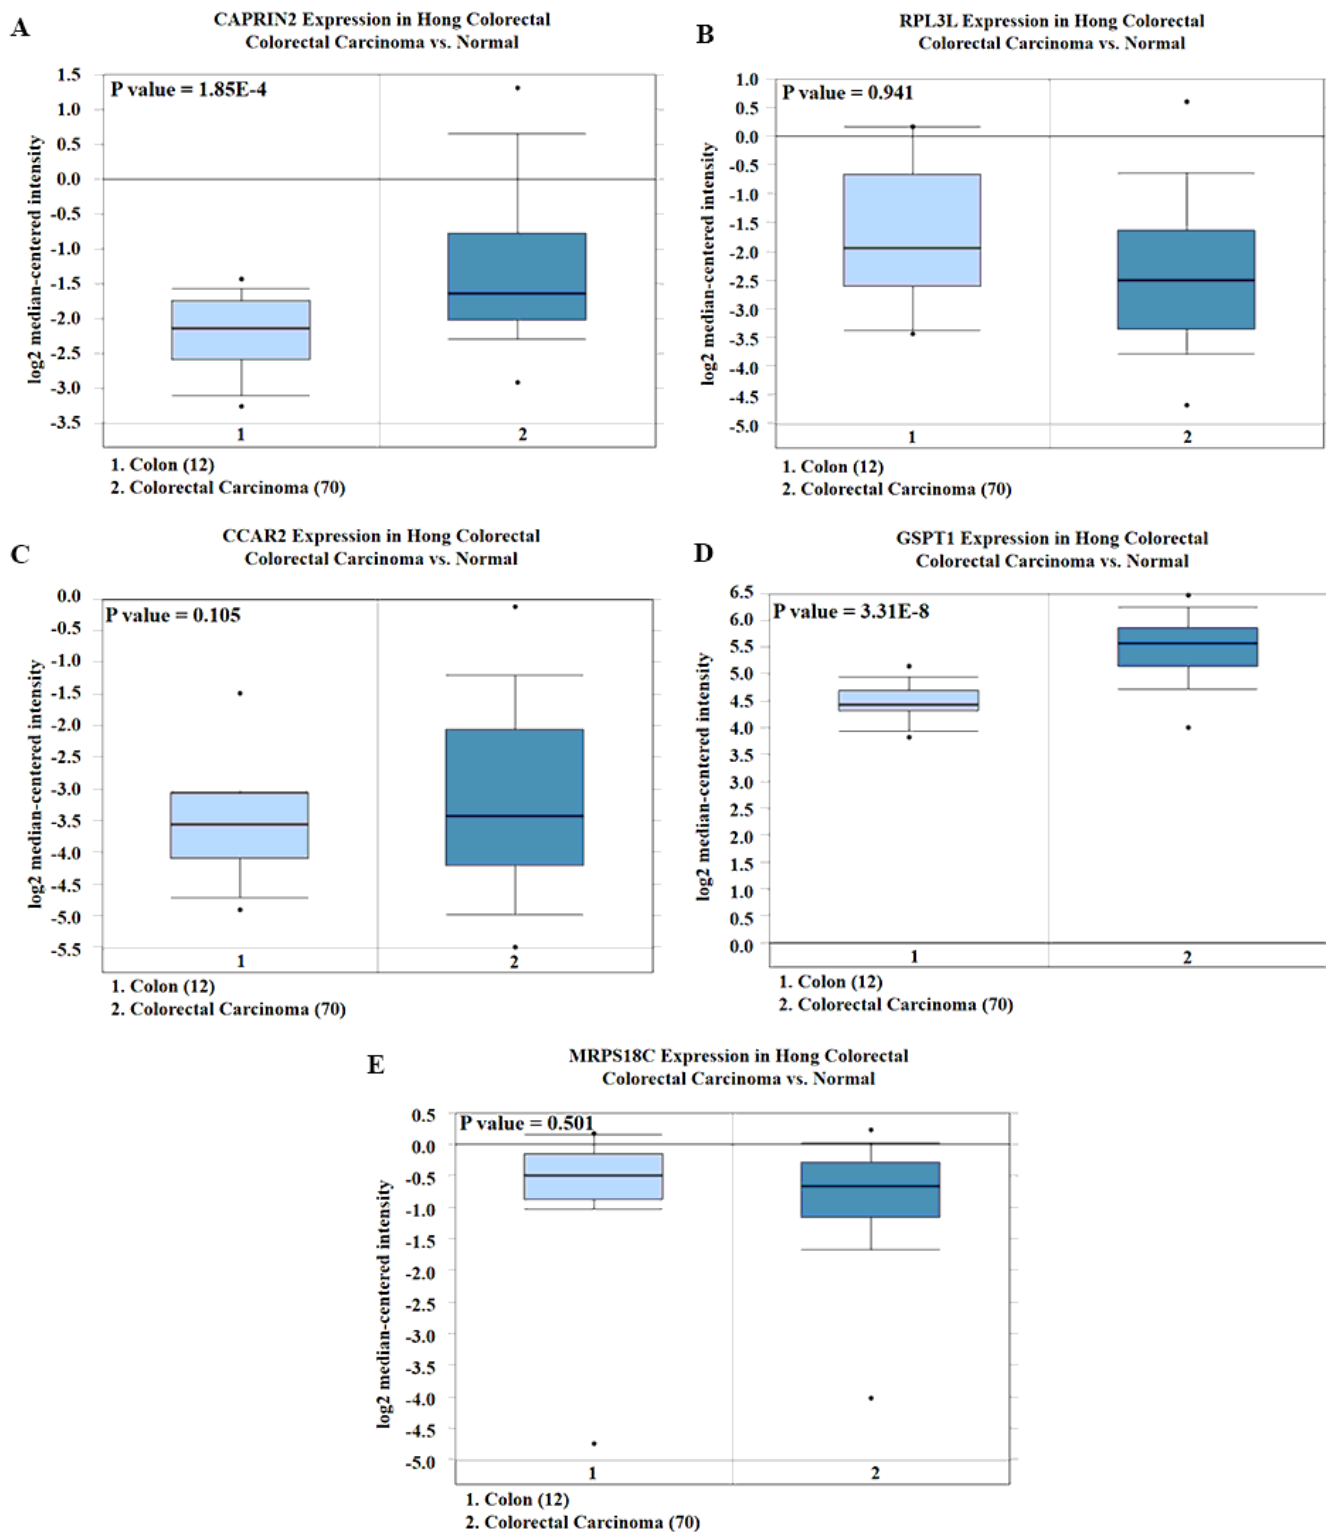 A
CAPRIN2 Expression in Hong Colorectal
Colorectal Carcinoma vs. Normal
P value = 1.85E-4
log2 median-centered intensity
1.5
1.0
0.5
0.0
-0.5
-1.0
-1.5
-2.0
-2.5
-3.0
-3.5
1
2
1. Colon (12)
2. Colorectal Carcinoma (70)
B
RPL3L Expression in Hong Colorectal
Colorectal Carcinoma vs. Normal
P value = 0.941
log2 median-centered intensity
1.0
0.5
0.0
-0.5
-1.0
-1.5
-2.0
-2.5
-3.0
-3.5
-4.0
-4.5
-5.0
1
2
1. Colon (12)
2. Colorectal Carcinoma (70)
C
CCAR2 Expression in Hong Colorectal
Colorectal Carcinoma vs. Normal
P value = 0.105
log2 median-centered intensity
0.0
-0.5
-1.0
-1.5
-2.0
-2.5
-3.0
-3.5
-4.0
-4.5
-5.0
-5.5
1
2
1. Colon (12)
2. Colorectal Carcinoma (70)
D
GSPT1 Expression in Hong Colorectal
Colorectal Carcinoma vs. Normal
P value = 3.31E-8
log2 median-centered intensity
6.5
6.0
5.5
5.0
4.5
4.0
3.5
3.0
2.5
2.0
1.5
1.0
0.5
0.0
1
2
1. Colon (12)
2. Colorectal Carcinoma (70)
E
MRPS18C Expression in Hong Colorectal
Colorectal Carcinoma vs. Normal
P value = 0.501
log2 median-centered intensity
0.5
0.0
-0.5
-1.0
-1.5
-2.0
-2.5
-3.0
-3.5
-4.0
-4.5
-5.0
1
2
1. Colon (12)
2. Colorectal Carcinoma (70)